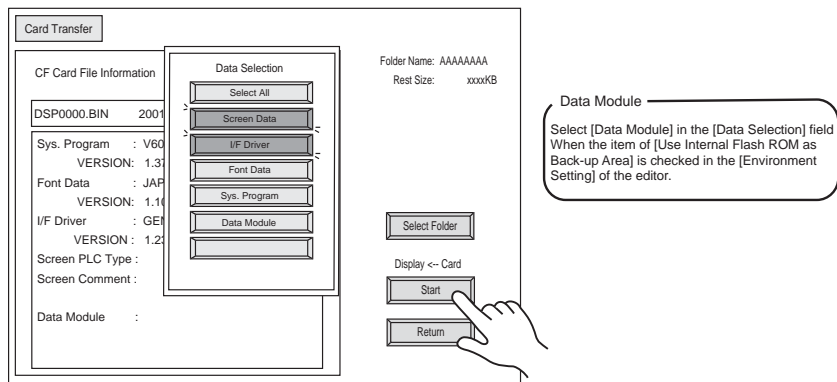 Card Transfer
CF Card File Information
DSP0000.BIN 2001
Sys. Program : V60
VERSION: 1.37
Font Data : JAP
VERSION: 1.10
I/F Driver : GEN
VERSION : 1.23
Screen PLC Type :
Screen Comment :
Data Module :
Data Selection
Select All
Screen Data
I/F Driver
Font Data
Sys. Program
Data Module
Folder Name: AAAAAAAA
Rest Size: xxxxKB
Select Folder
Display <-- Card
Start
Return
Data Module
Select [Data Module] in the [Data Selection] field
When the item of [Use Internal Flash ROM as
Back-up Area] is checked in the [Environment
Setting] of the editor.